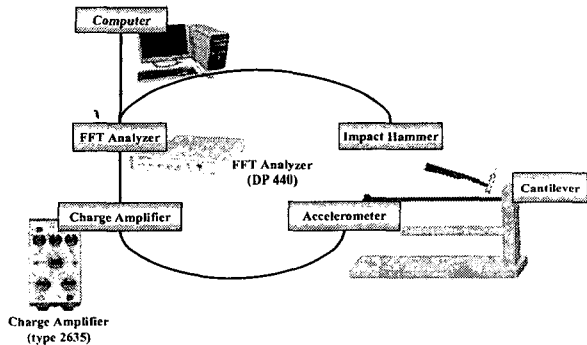 Computer
FFT Analyzer
Impact Hammer
FFT Analyzer
(DP 440)
Cantilever
Charge Amplifier
Accelerometer
Charge Amplifier
(type 2635)